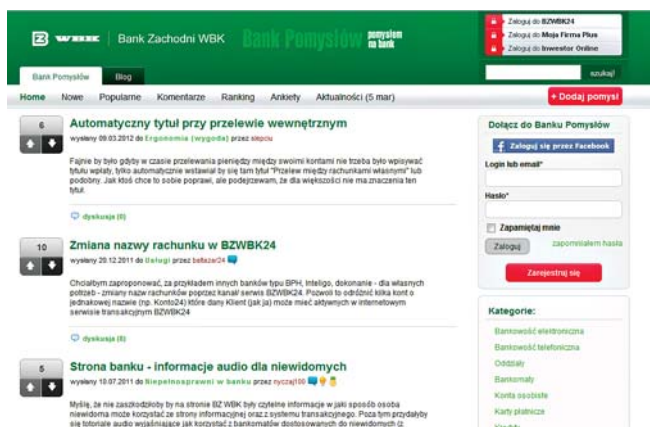 Zaloguj do BZWBK24
WBK Bank Zachodni WBK Bank Pomysłów pomysłem na bank
Zaloguj do Moja Firma Plus
Zaloguj do Inwestor Online
szukaj!
Bank Pomysłów Blog
Home Nowe Popularne Komentarze Ranking Ankiety Aktualności (5 mar)
+ Dodaj pomysł
6
Automatyczny tytuł przy przelewie wewnętrznym
wysłany 09.03.2012 do Ergonomia (wygoda) przez slepciu
Fajnie by było gdyby w czasie przelewania pieniędzy między swoimi kontami nie trzeba było wpisywać
tytułu wpłaty, tylko automatycznie wstawiał by się tam tytuł "Przelew między rachunkami własnymi" lub
podobny. Jak ktoś chce to sobie poprawi, ale podejrzewam, że dla większości nie ma znaczenia ten
tytuł.
dyskusja (0)
10
Zmiana nazwy rachunku w BZWBK24
wysłany 20.12.2011 do Usługi przez baltazar24
Chciałbym zaproponować, za przykładem innych banków typu BPH, Inteligo, dokonanie - dla własnych
potrzeb - zmiany nazw rachunków poprzez kanał/ serwis BZWBK24. Pozwoli to odróżnić kilka kont o
jednakowej nazwie (np. Konto24) które dany Klient (jak ja) może mieć aktywnych w internetowym
serwisie transakcyjnym BZWBK24
dyskusja (0)
5
Strona banku - informacje audio dla niewidomych
wysłany 10.07.2011 do Niepełnosprawni w banku przez nyczaj100
Myślę, że nie zaszkodziłoby by na stronie BZ WBK były czytelne informacje w jaki sposób osoba
niewidoma może korzystać ze strony informacyjnej oraz z systemu transakcyjnego. Poza tym przydałyby
się tutoriale audio wyjaśniające jak korzystać z bankomatów dostosowanych do niewidomych (z
Dołącz do Banku Pomysłów
Zaloguj się przez Facebook
Login lub email*
Hasło*
Zapamiętaj mnie
Zaloguj zapomniałem hasła
Zarejestruj się
Kategorie:
Bankowość elektroniczna
Bankowość telefoniczna
Oddziały
Bankomaty
Konta osobiste
Karty płatnicze